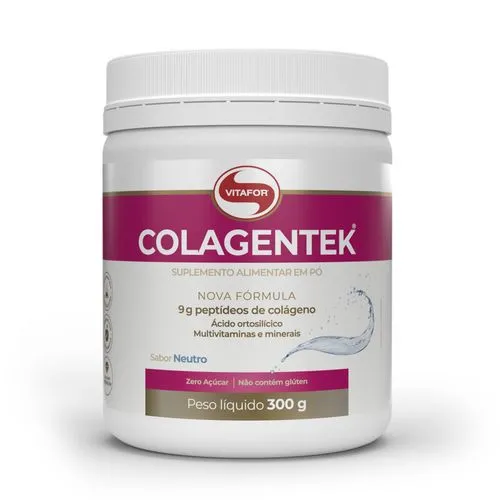 VITAFOR®
COLAGENTEK®
SUPLEMENTO ALIMENTAR EM PÓ
NOVA FÓRMULA
9g peptídeos de colágeno
Ácido ortosilícico
Multivitaminas e minerais
Sabor Neutro
Zero Açúcar | Não contém glúten
Peso líquido 300 g